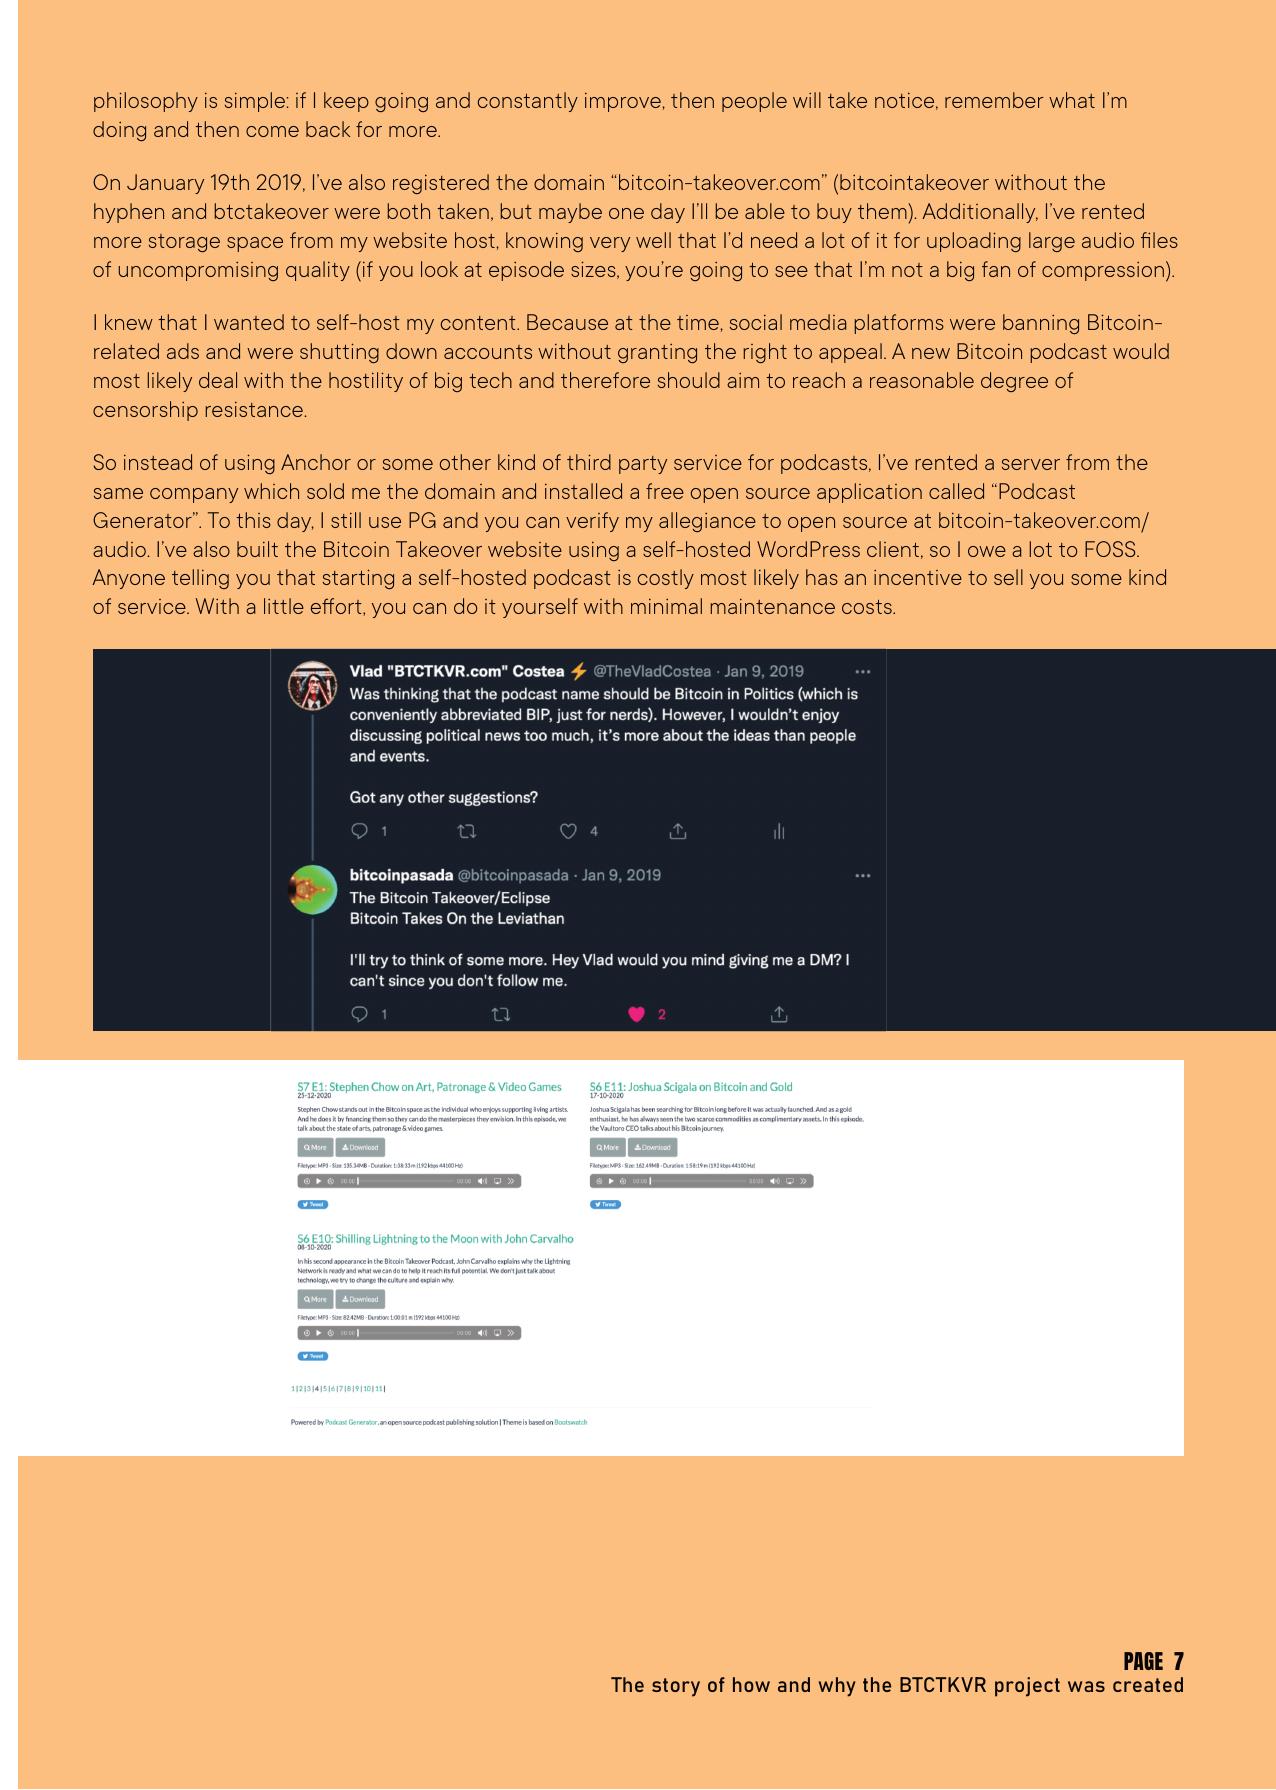 philosophy is simple: if I keep going and constantly improve, then people will take notice, remember what I’m
doing and then come back for more.
On January 19th 2019, I’ve also registered the domain “bitcoin-takeover.com” (bitcointakeover without the
hyphen and btctakeover were both taken, but maybe one day I’ll be able to buy them). Additionally, I’ve rented
more storage space from my website host, knowing very well that I’d need a lot of it for uploading large audio files
of uncompromising quality (if you look at episode sizes, you’re going to see that I’m not a big fan of compression).
I knew that I wanted to self-host my content. Because at the time, social media platforms were banning Bitcoin-
related ads and were shutting down accounts without granting the right to appeal. A new Bitcoin podcast would
most likely deal with the hostility of big tech and therefore should aim to reach a reasonable degree of
censorship resistance.
So instead of using Anchor or some other kind of third party service for podcasts, I’ve rented a server from the
same company which sold me the domain and installed a free open source application called “Podcast
Generator”. To this day, I still use PG and you can verify my allegiance to open source at bitcoin-takeover.com/
audio. I’ve also built the Bitcoin Takeover website using a self-hosted WordPress client, so I owe a lot to FOSS.
Anyone telling you that starting a self-hosted podcast is costly most likely has an incentive to sell you some kind
of service. With a little effort, you can do it yourself with minimal maintenance costs.
Vlad "BTCTKVR.com" Costea ⚡ @TheVladCostea · Jan 9, 2019
Was thinking that the podcast name should be Bitcoin in Politics (which is
conveniently abbreviated BIP, just for nerds). However, I wouldn’t enjoy
discussing political news too much, it’s more about the ideas than people
and events.
Got any other suggestions?
1 4
bitcoinpasada @bitcoinpasada · Jan 9, 2019
The Bitcoin Takeover/Eclipse
Bitcoin Takes On the Leviathan
I'll try to think of some more. Hey Vlad would you mind giving me a DM? I
can't since you don't follow me.
1 2
S7 E1: Stephen Chow on Art, Patronage & Video Games
25-12-2020
Stephen Chow stands out in the Bitcoin space as the individual who enjoys supporting living artists.
And he does it by financing them so they can do the masterpieces they envision. In this episode, we
talk about the state of arts, patronage & video games.
More Download
Filetype: MP3 - Size: 135.34MB - Duration: 1:38:33 m (192 kbps 44100 Hz)
00:00 00:00
Tweet
S6 E11: Joshua Scigala on Bitcoin and Gold
17-10-2020
Joshua Scigala has been searching for Bitcoin long before it was actually launched. And as a gold
enthusiast, he has always seen the two scarce commodities as complimentary assets. In this episode,
the Vaultoro CEO talks about his Bitcoin journey.
More Download
Filetype: MP3 - Size: 162.49MB - Duration: 1:58:19 m (192 kbps 44100 Hz)
00:00 00:00
Tweet
S6 E10: Shilling Lightning to the Moon with John Carvalho
08-10-2020
In his second appearance in the Bitcoin Takeover Podcast, John Carvalho explains why the Lightning
Network is ready and what we can do to help it reach its full potential. We don't just talk about
technology, we try to change the culture and explain why.
More Download
Filetype: MP3 - Size: 82.42MB - Duration: 1:00:01 m (192 kbps 44100 Hz)
00:00 00:00
Tweet
1 | 2 | 3 | 4 | 5 | 6 | 7 | 8 | 9 | 10 | 11 |
Powered by Podcast Generator, an open source podcast publishing solution | Theme is based on Bootswatch
PAGE 7
The story of how and why the BTCTKVR project was created